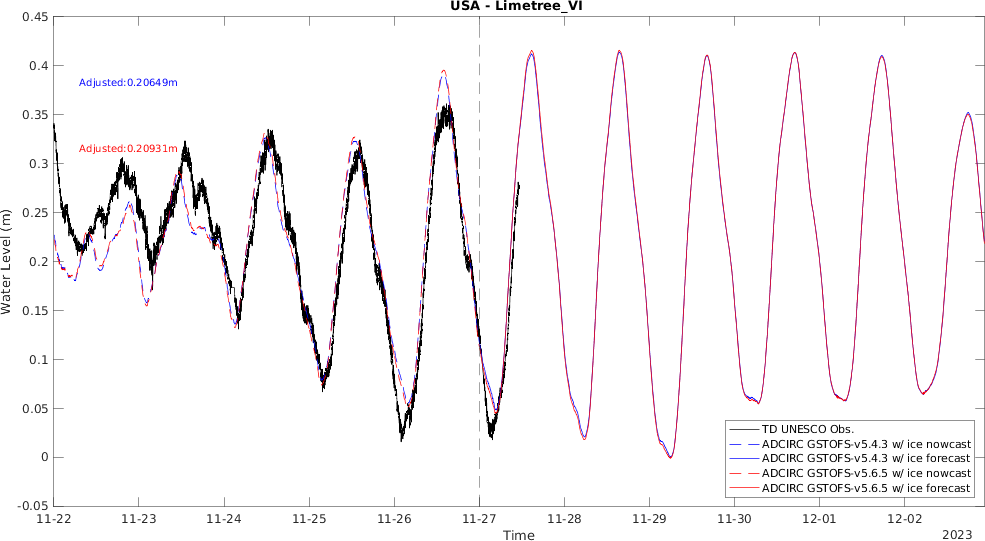 USA - Limetree_VI
0.45
0.4
Adjusted:0.20649m
0.35
Adjusted:0.20931m
0.3
0.25
0.2
0.15
0.1
0.05
0
-0.05
Water Level (m)
TD UNESCO Obs.
ADCIRC GSTOFS-v5.4.3 w/ ice nowcast
ADCIRC GSTOFS-v5.4.3 w/ ice forecast
ADCIRC GSTOFS-v5.6.5 w/ ice nowcast
ADCIRC GSTOFS-v5.6.5 w/ ice forecast
11-22 11-23 11-24 11-25 11-26 11-27 11-28 11-29 11-30 12-01 12-02
Time
2023